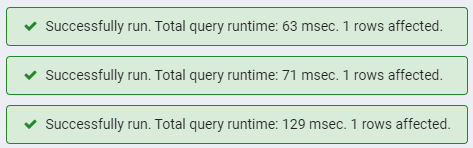 Successfully run. Total query runtime: 63 msec. 1 rows affected.
Successfully run. Total query runtime: 71 msec. 1 rows affected.
Successfully run. Total query runtime: 129 msec. 1 rows affected.